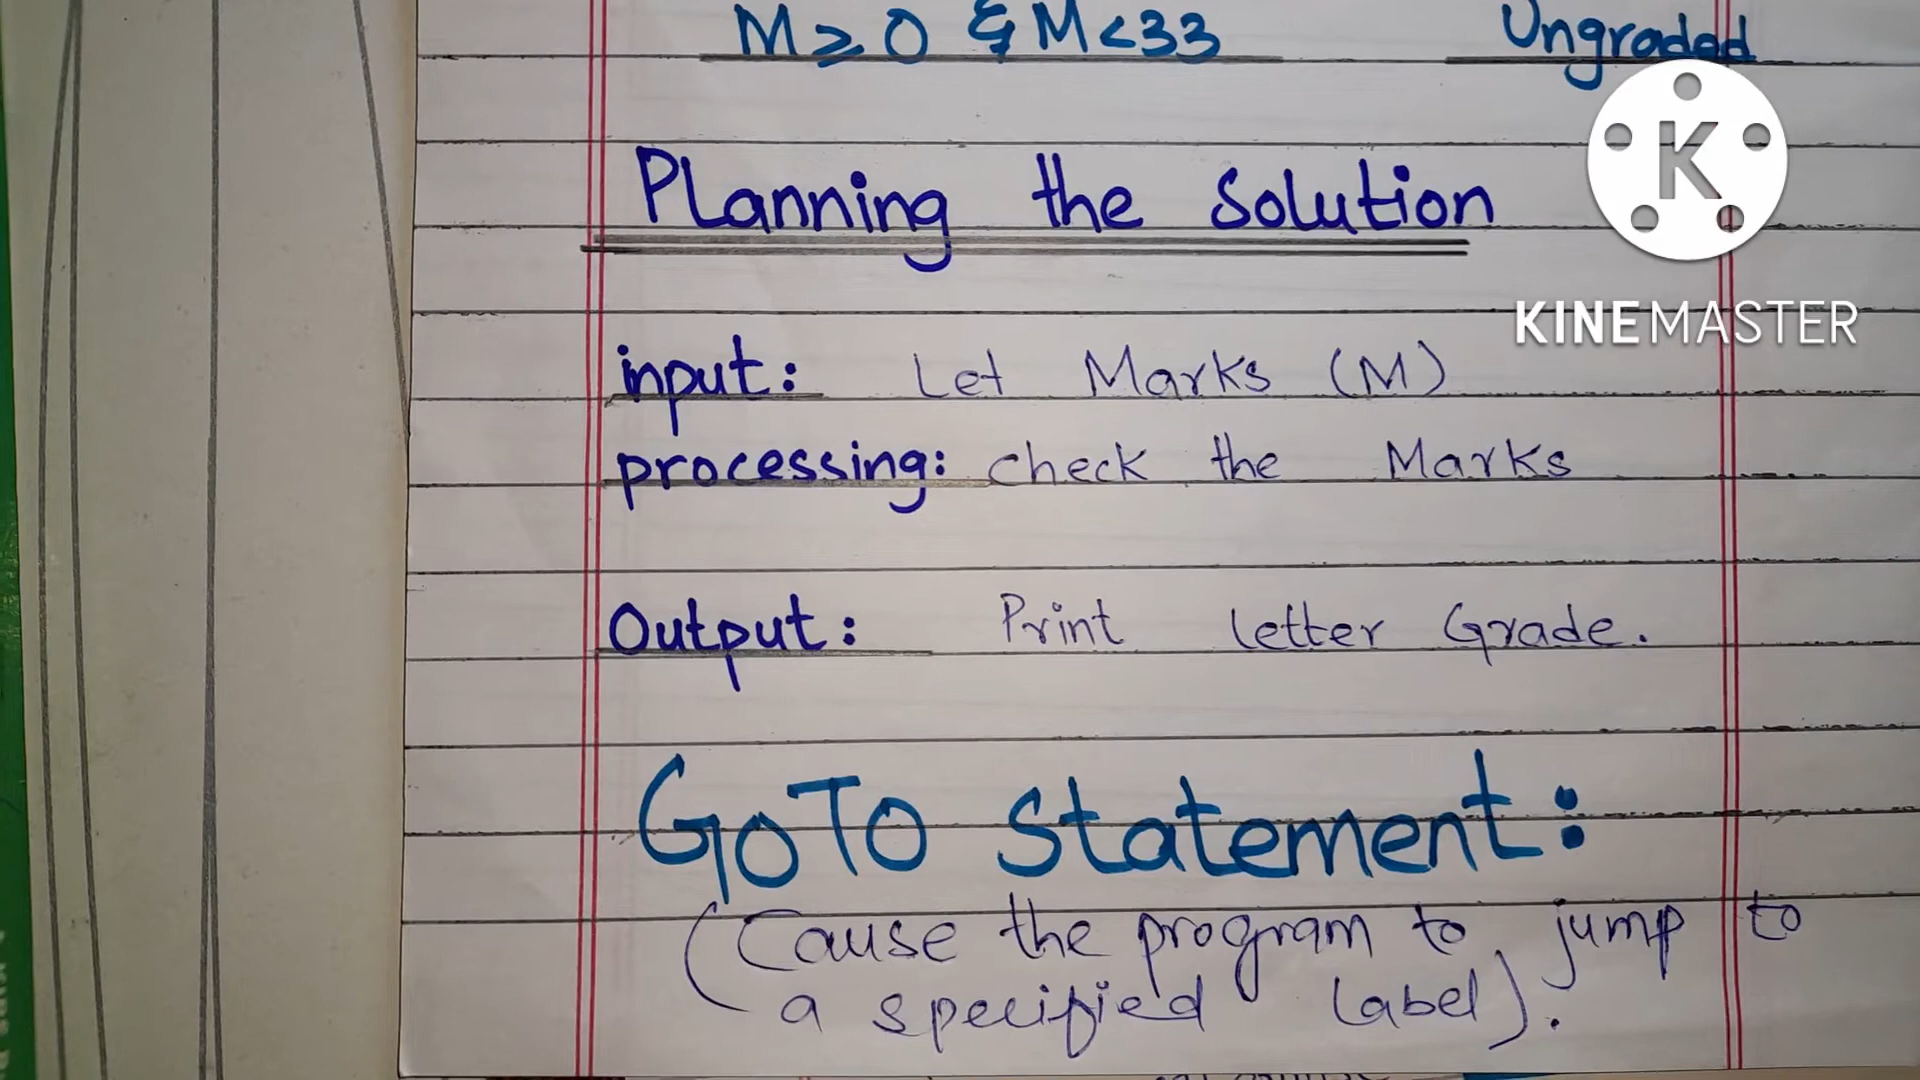 M ≥ 0 & M < 33 Ungraded
Planning the Solution
KINEMASTER
input: Let Marks (M)
processing: check the Marks
Output: Print letter Grade.
GoTo Statement:
(Cause the program to jump to
a specified Label).